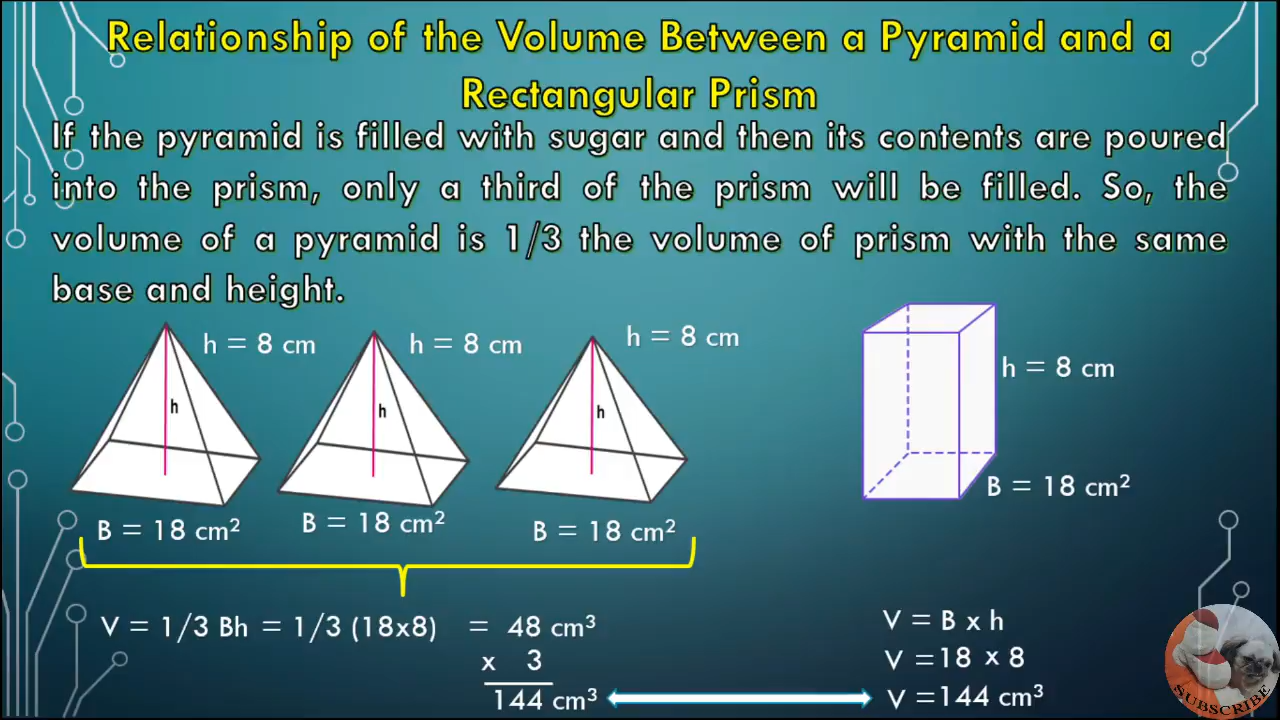 Relationship of the Volume Between a Pyramid and a
Rectangular Prism
If the pyramid is filled with sugar and then its contents are poured
into the prism, only a third of the prism will be filled. So, the
volume of a pyramid is 1/3 the volume of prism with the same
base and height.
h = 8 cm
h = 8 cm
h = 8 cm
h = 8 cm
h
h
h
B = 18 cm²
B = 18 cm²
B = 18 cm²
B = 18 cm²
V = 1/3 Bh = 1/3 (18x8) = 48 cm³
x 3
144 cm³
V = B x h
V =18 x 8
V =144 cm³
SUBSCRIBE